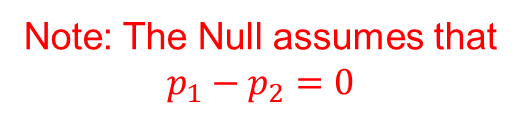 Note: The Null assumes that
p₁ − p₂ = 0